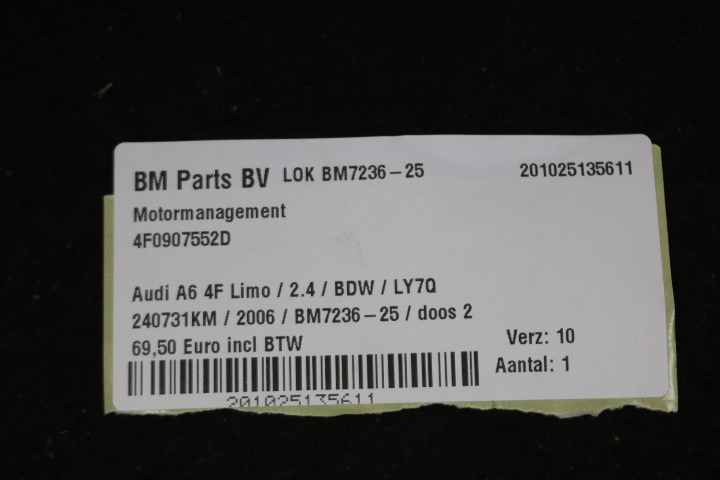 BM Parts BV LOK BM7236-25 201025135611
Motormanagement
4F0907552D
Audi A6 4F Limo / 2.4 / BDW / LY7Q
240731KM / 2006 / BM7236-25 / doos 2
69,50 Euro incl BTW Verz: 10
Aantal: 1
201025135611